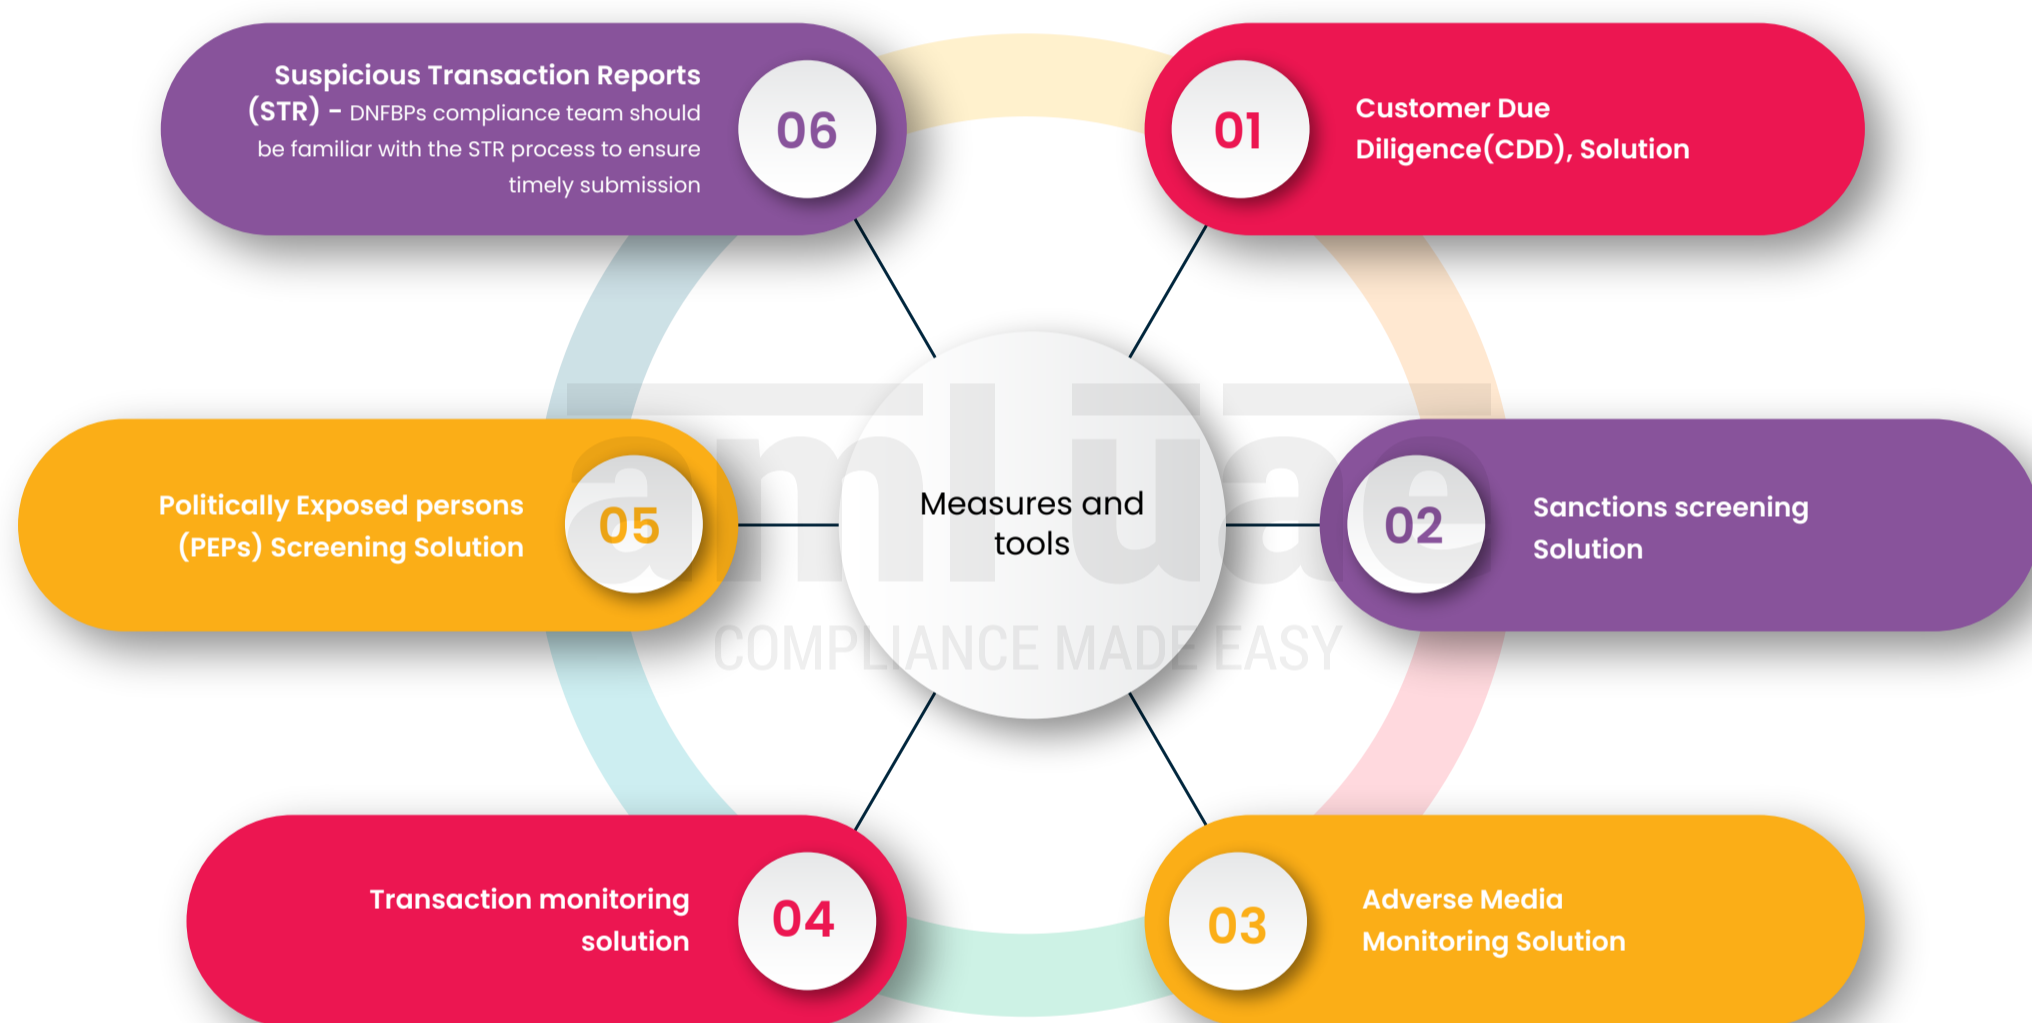 Suspicious Transaction Reports
(STR) – DNFBPs compliance team should
be familiar with the STR process to ensure
timely submission
06
01
Customer Due
Diligence(CDD), Solution
Politically Exposed persons
(PEPs) Screening Solution
05
Measures and
tools
02
Sanctions screening
Solution
aml uae
COMPLIANCE MADE EASY
Transaction monitoring
solution
04
03
Adverse Media
Monitoring Solution